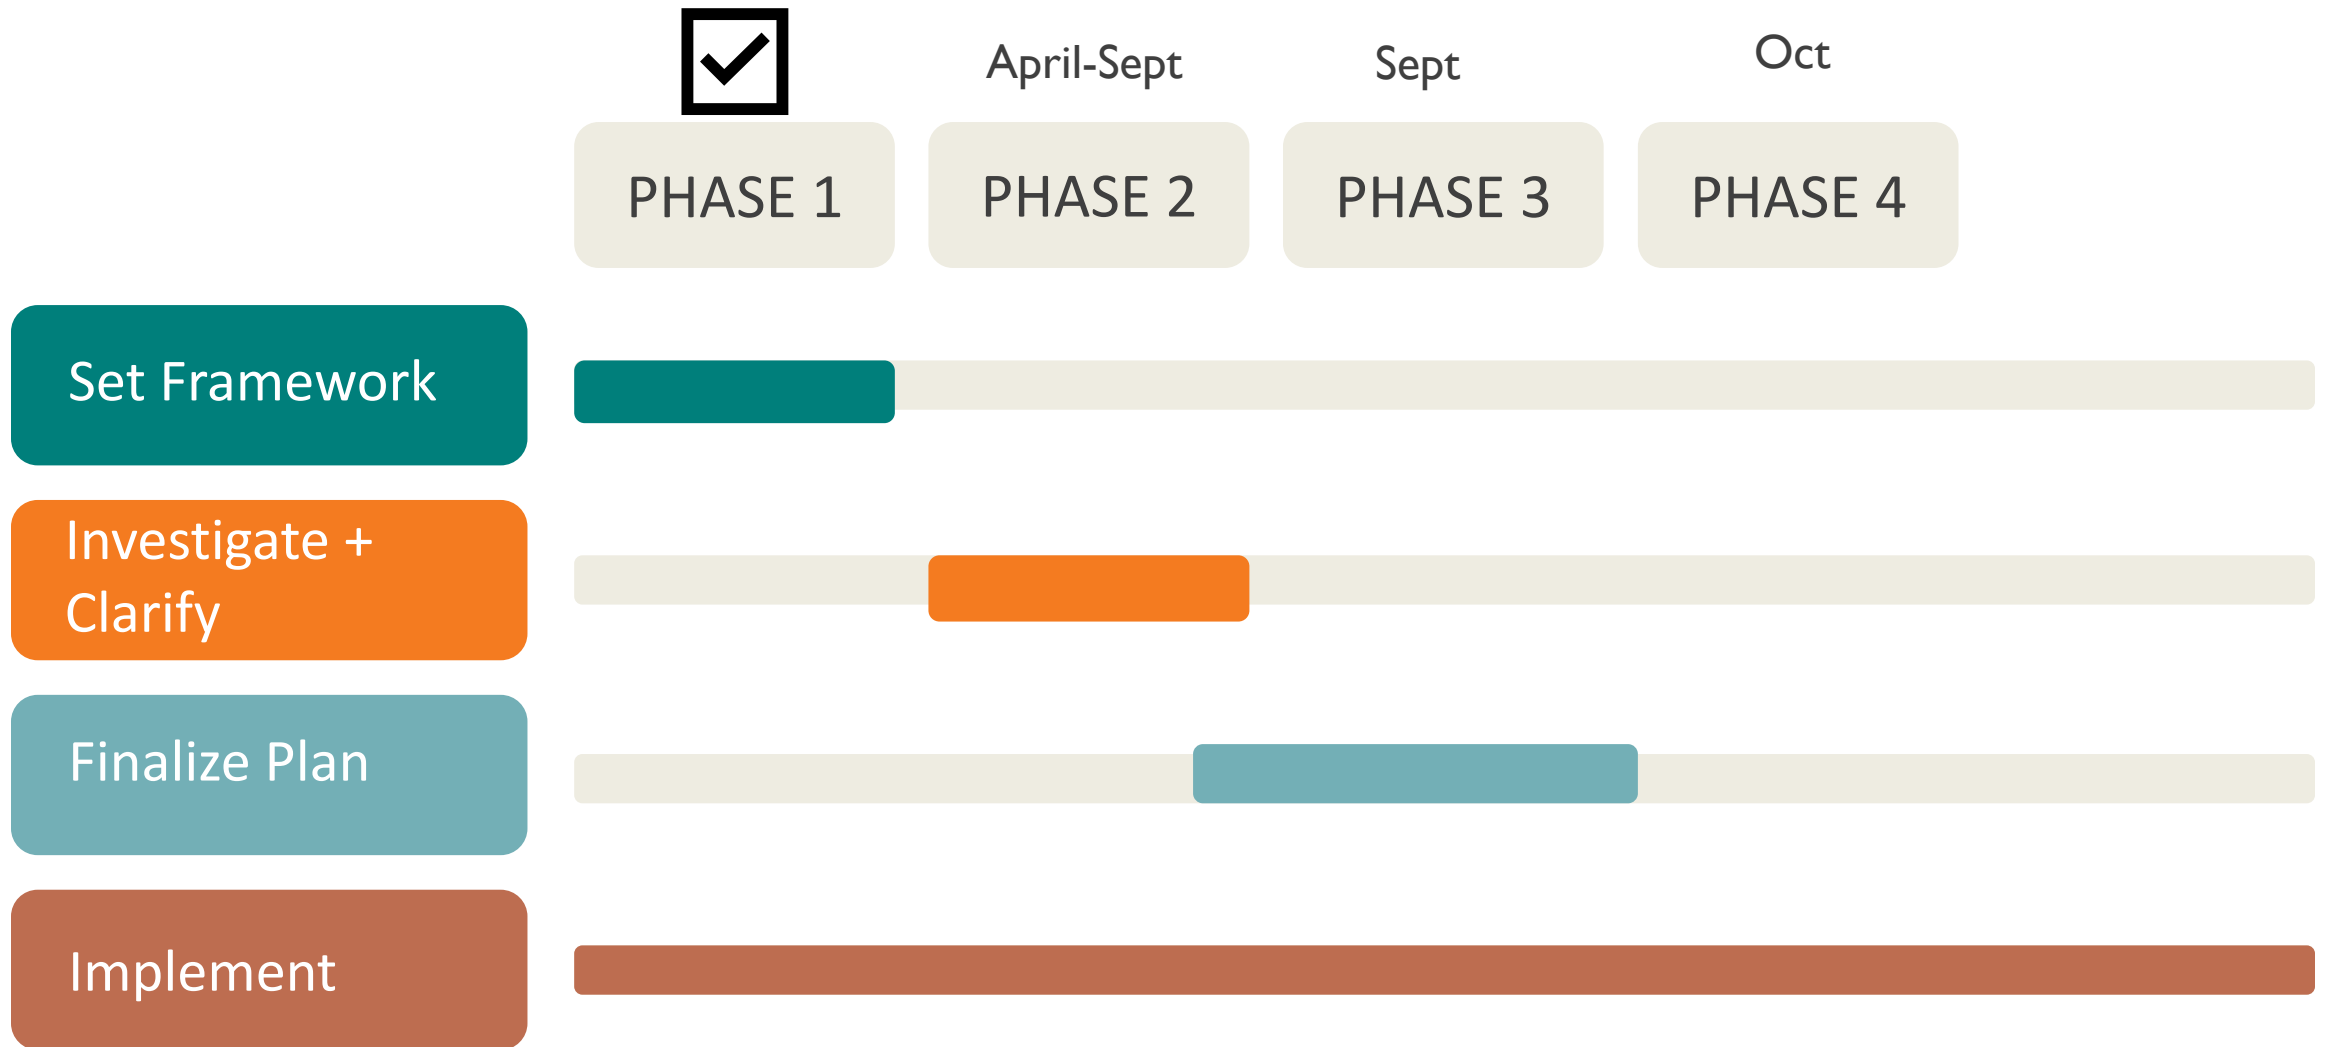 April-Sept
Sept
Oct
PHASE 1
PHASE 2
PHASE 3
PHASE 4
Set Framework
Investigate +
Clarify
Finalize Plan
Implement